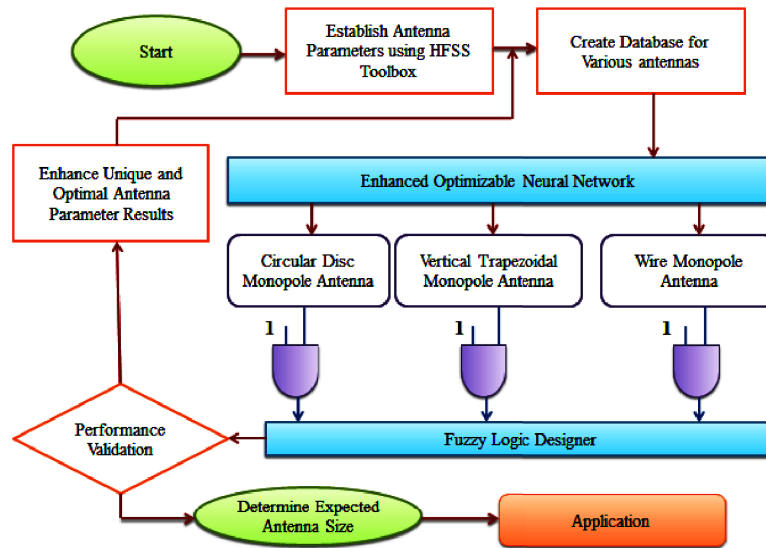 Start
Establish Antenna
Parameters using HFSS
Toolbox
Create Database for
Various antennas
Enhance Unique and
Optimal Antenna
Parameter Results
Enhanced Optimizable Neural Network
Circular Disc
Monopole Antenna
Vertical Trapezoidal
Monopole Antenna
Wire Monopole
Antenna
1
1
1
Performance
Validation
Fuzzy Logic Designer
Determine Expected
Antenna Size
Application